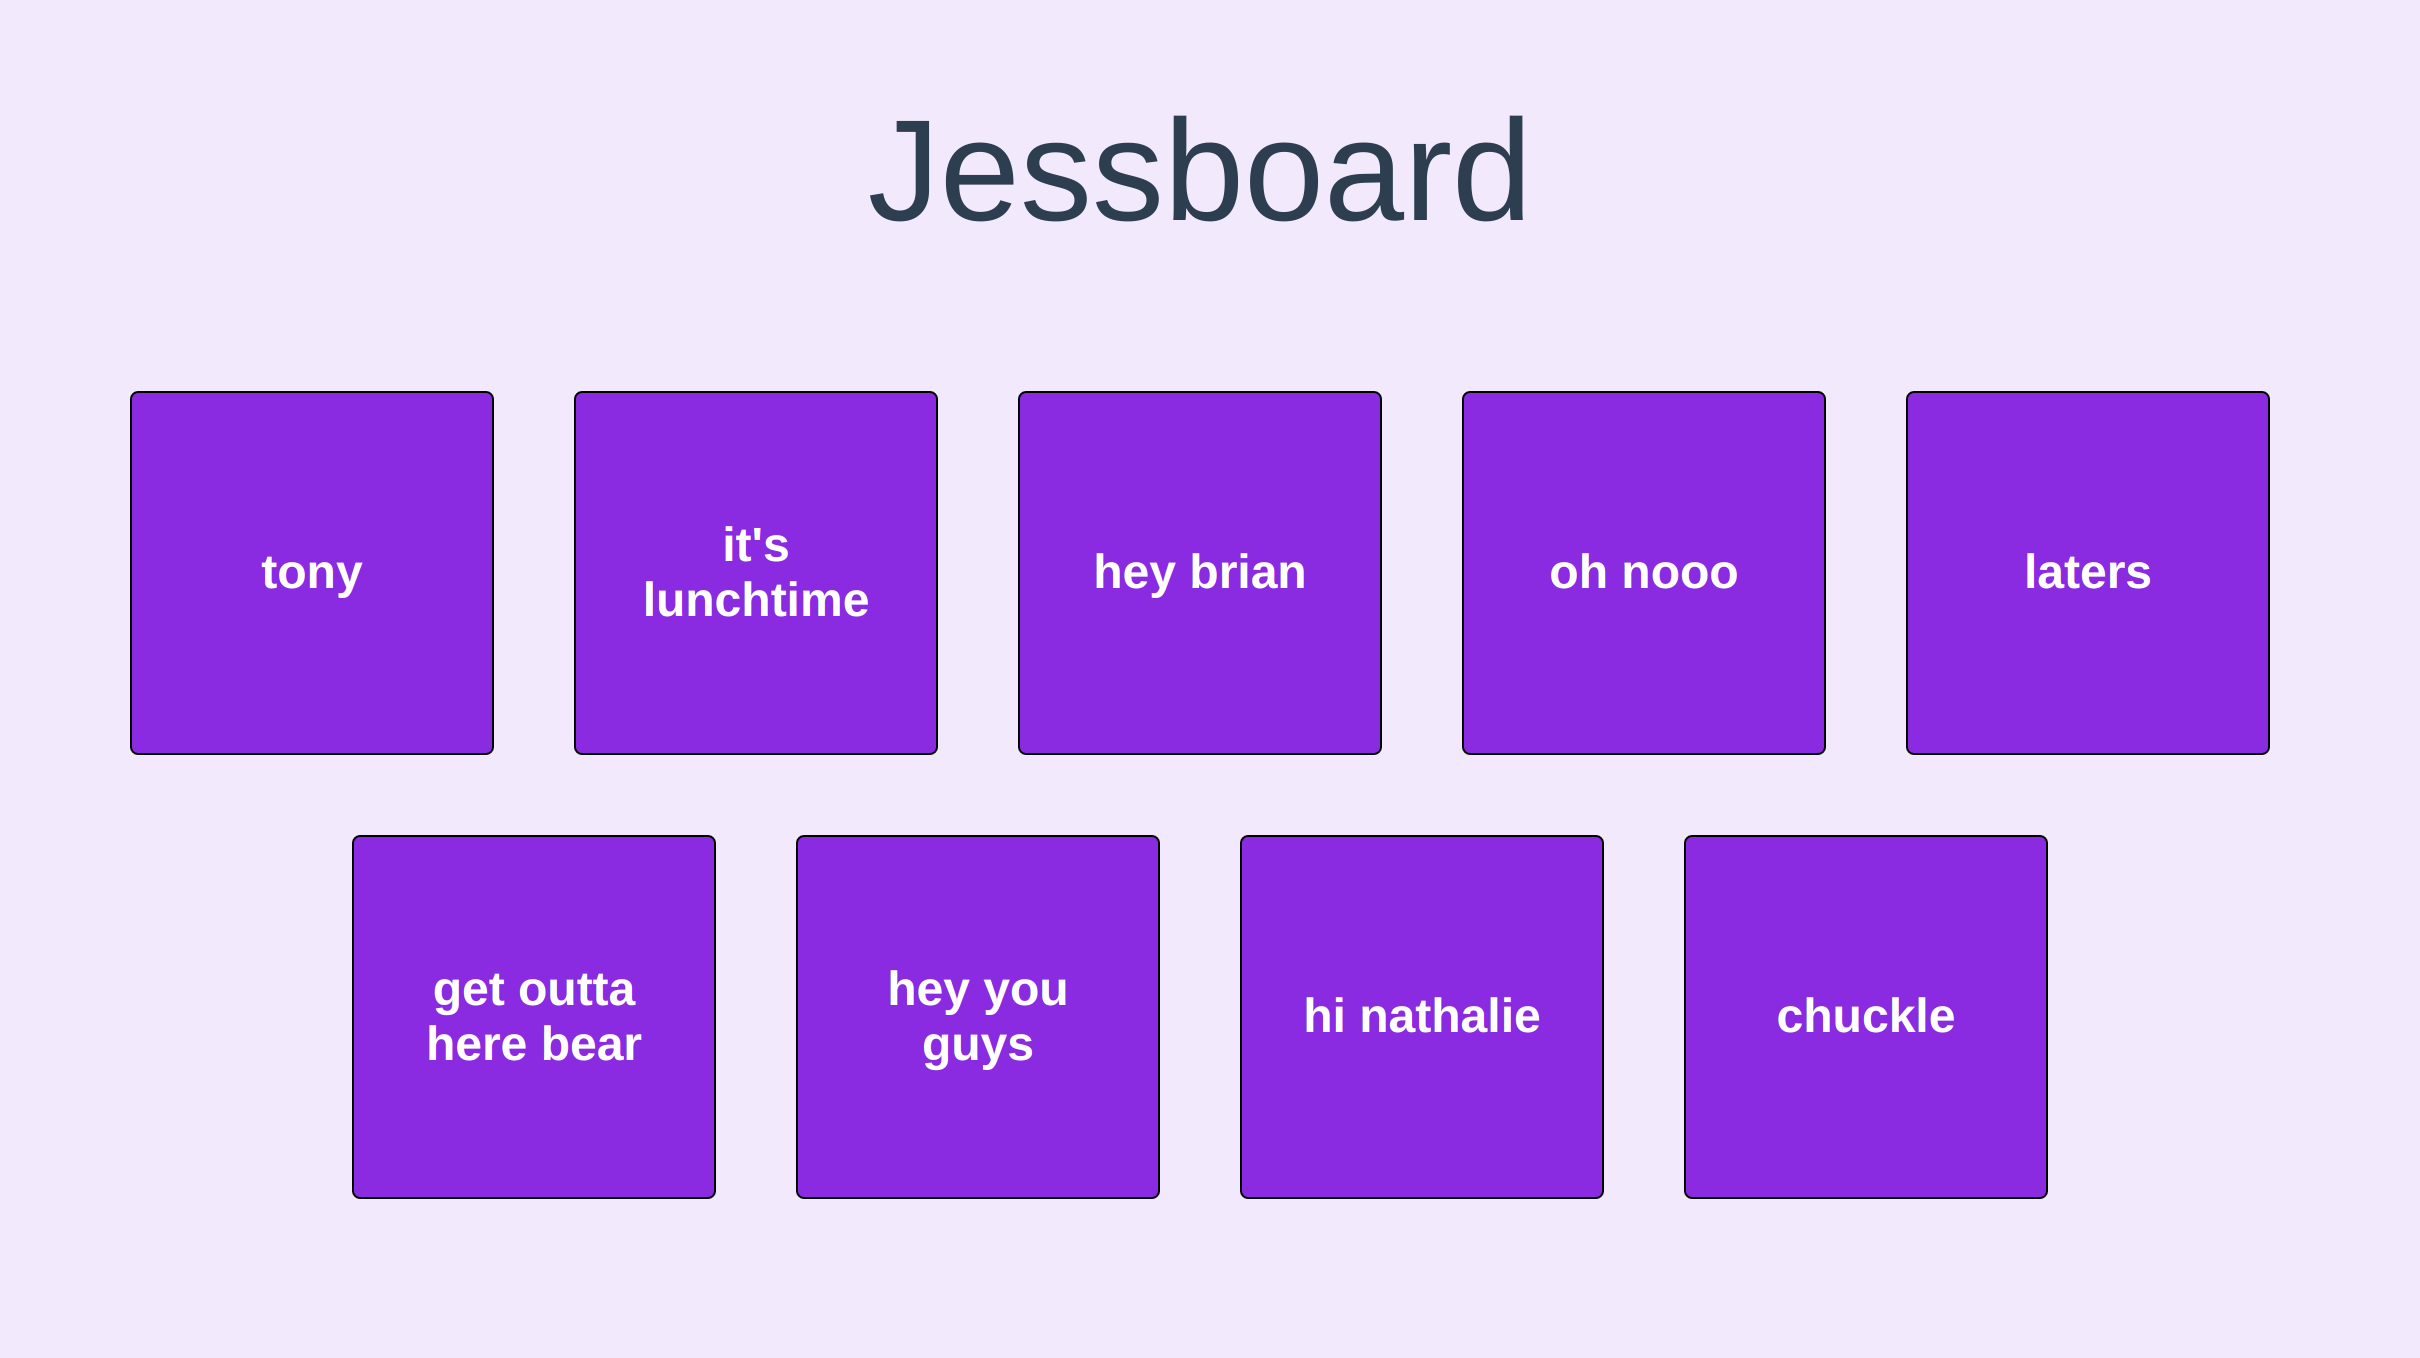 Jessboard
tony
it's
lunchtime
hey brian
oh nooo
laters
get outta
here bear
hey you
guys
hi nathalie
chuckle